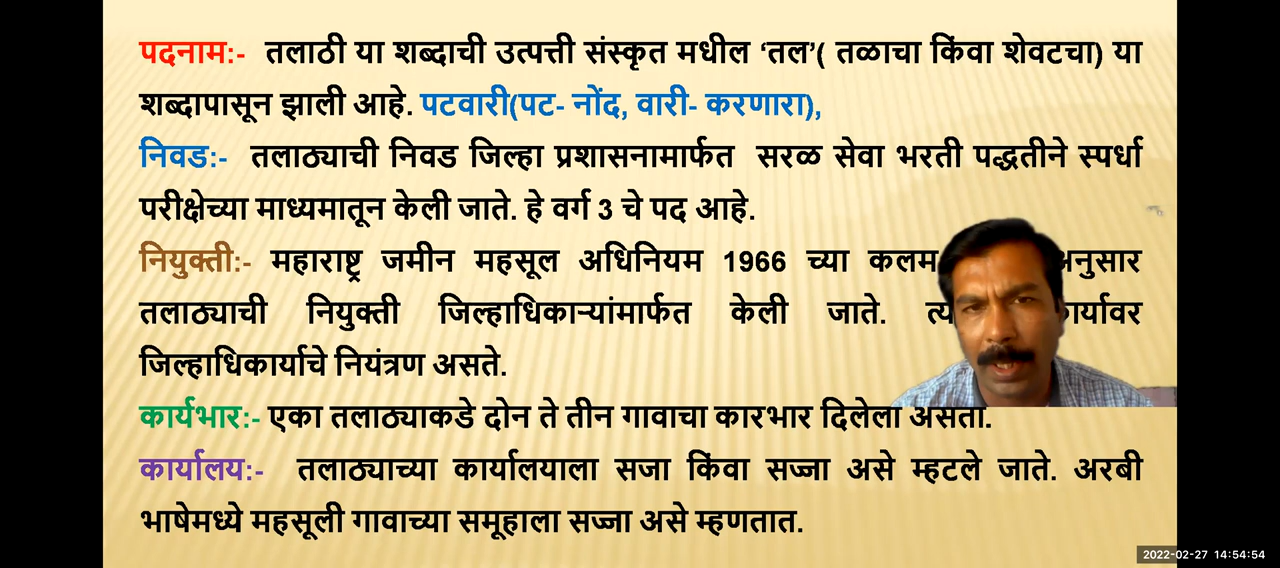 पदनाम:- तलाठी या शब्दाची उत्पत्ती संस्कृत मधील ‘तल’( तळाचा किंवा शेवटचा) या
शब्दापासून झाली आहे. पटवारी(पट- नोंद, वारी- करणारा),
निवड:- तलाठ्याची निवड जिल्हा प्रशासनामार्फत सरळ सेवा भरती पद्धतीने स्पर्धा
परीक्षेच्या माध्यमातून केली जाते. हे वर्ग 3 चे पद आहे.
नियुक्ती:- महाराष्ट्र जमीन महसूल अधिनियम 1966 च्या कलम अनुसार
तलाठ्याची नियुक्ती जिल्हाधिकाऱ्यांमार्फत केली जाते.
जिल्हाधिकार्याचे नियंत्रण असते.
कार्यभार:- एका तलाठ्याकडे दोन ते तीन गावाचा कारभार दिलेला असतो.
कार्यालय:- तलाठ्याच्या कार्यालयाला सजा किंवा सज्जा असे म्हटले जाते. अरबी
भाषेमध्ये महसूली गावाच्या समूहाला सज्जा असे म्हणतात.
2022-02-27 14:54:54